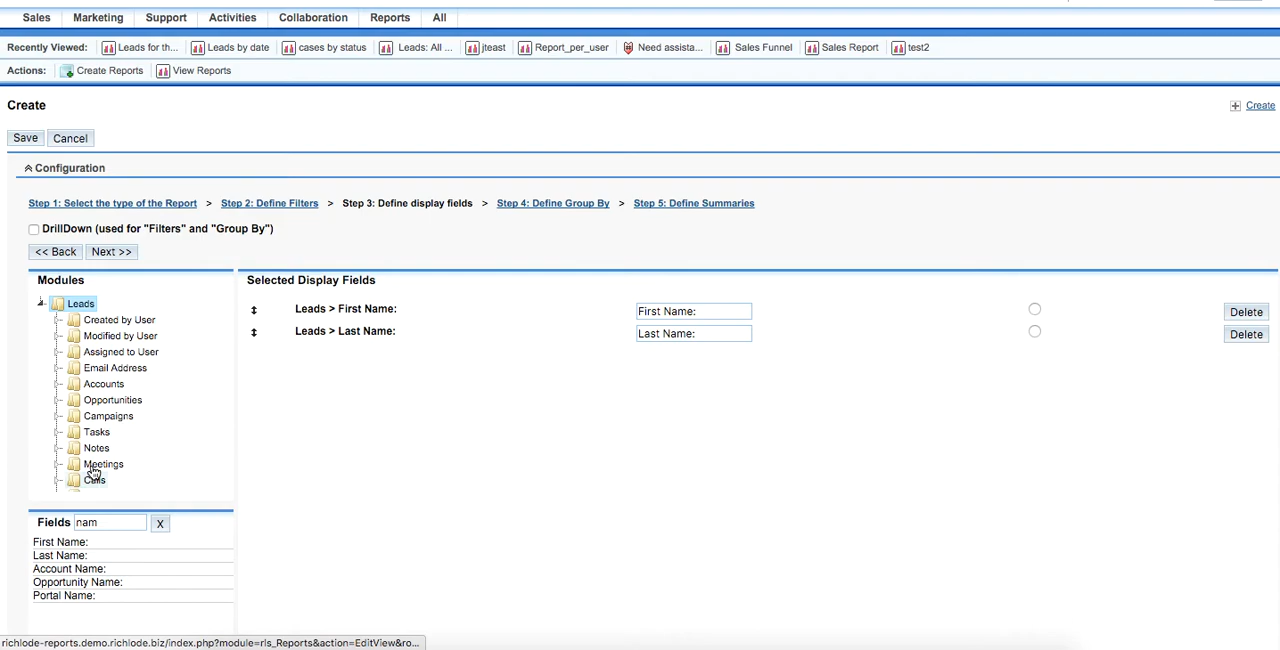 Sales Marketing Support Activities Collaboration Reports All
Recently Viewed: Leads for th... Leads by date cases by status Leads: All ... jteast Report_per_user Need assista... Sales Funnel Sales Report test2
Actions: Create Reports View Reports
Create
Create
Save Cancel
Configuration
Step 1: Select the type of the Report > Step 2: Define Filters > Step 3: Define display fields > Step 4: Define Group By > Step 5: Define Summaries
DrillDown (used for "Filters" and "Group By")
<< Back Next >>
Modules
Leads
Created by User
Modified by User
Assigned to User
Email Address
Accounts
Opportunities
Campaigns
Tasks
Notes
Meetings
Calls
Selected Display Fields
Leads > First Name: First Name: Delete
Leads > Last Name: Last Name: Delete
Fields nam X
First Name:
Last Name:
Account Name:
Opportunity Name:
Portal Name:
richlode-reports.demo.richlode.biz/index.php?module=rls_Reports&action=EditView&ro...